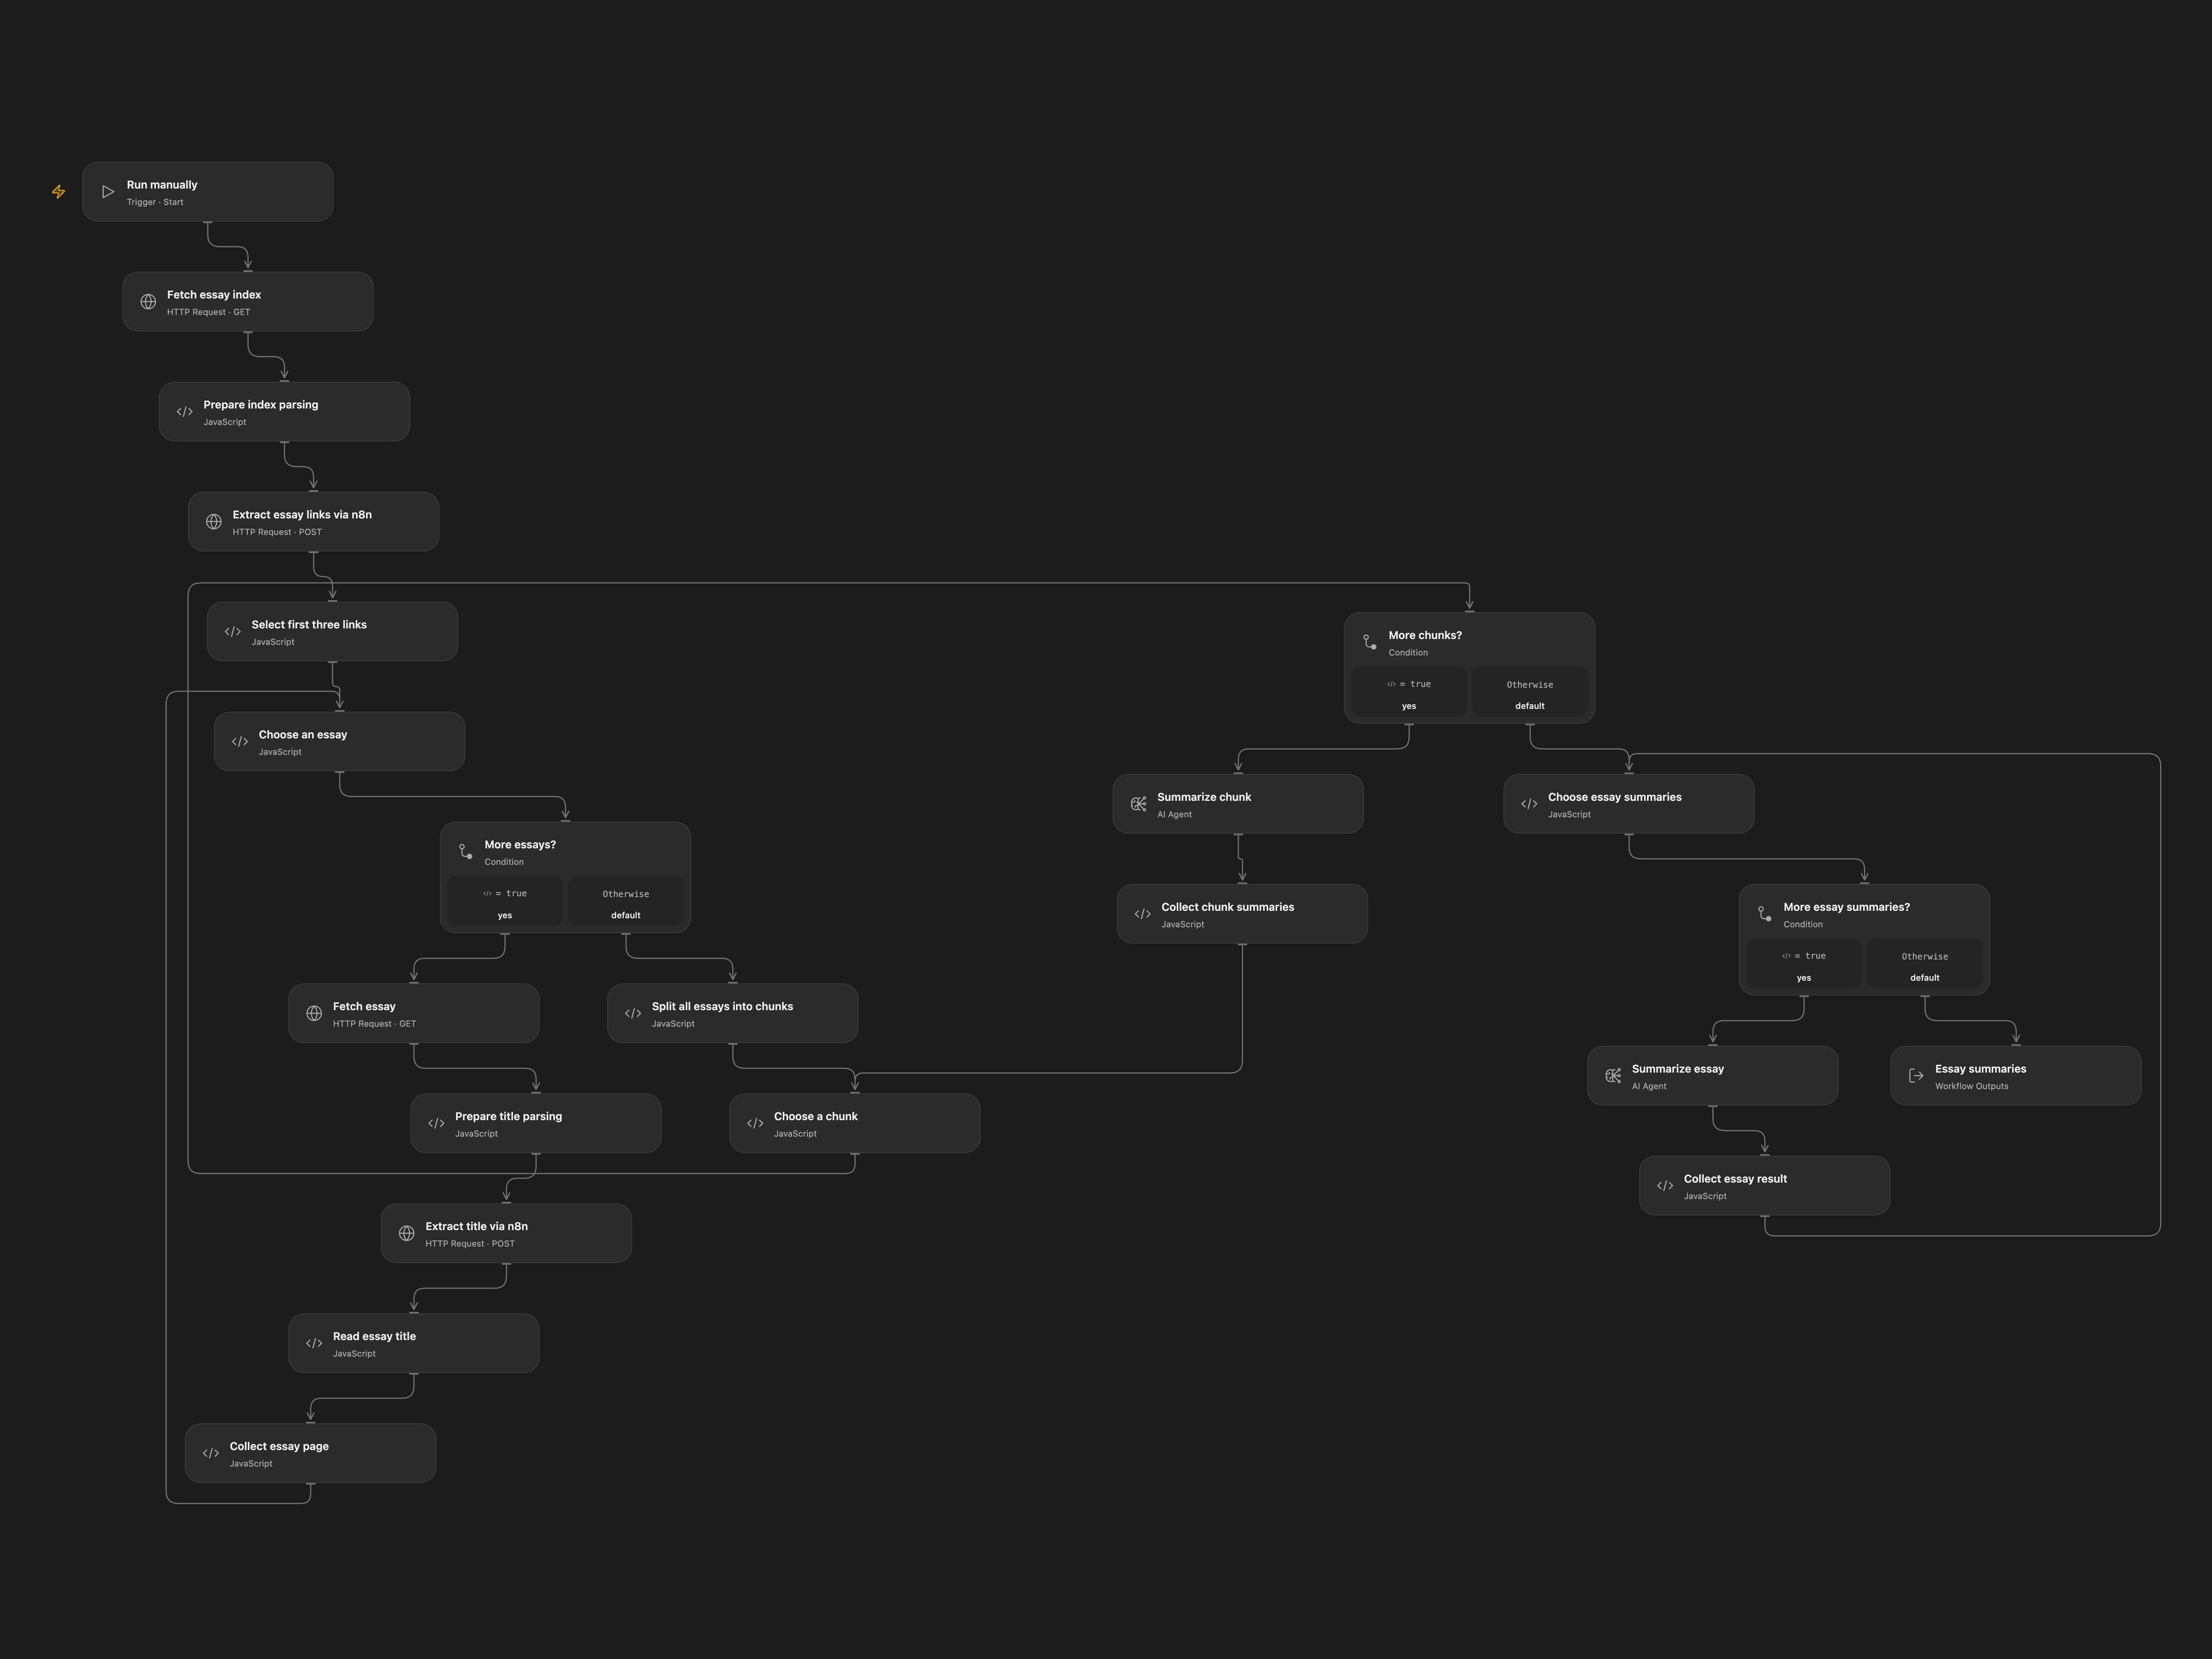 Run manually
Trigger · Start
Fetch essay index
HTTP Request · GET
Prepare index parsing
JavaScript
Extract essay links via n8n
HTTP Request · POST
Select first three links
JavaScript
Choose an essay
JavaScript
More essays?
Condition
</> = true
yes
Otherwise
default
Fetch essay
HTTP Request · GET
Split all essays into chunks
JavaScript
Prepare title parsing
JavaScript
Choose a chunk
JavaScript
Extract title via n8n
HTTP Request · POST
Read essay title
JavaScript
Collect essay page
JavaScript
More chunks?
Condition
</> = true
yes
Otherwise
default
Summarize chunk
AI Agent
Collect chunk summaries
JavaScript
Choose essay summaries
JavaScript
More essay summaries?
Condition
</> = true
yes
Otherwise
default
Summarize essay
AI Agent
Essay summaries
Workflow Outputs
Collect essay result
JavaScript